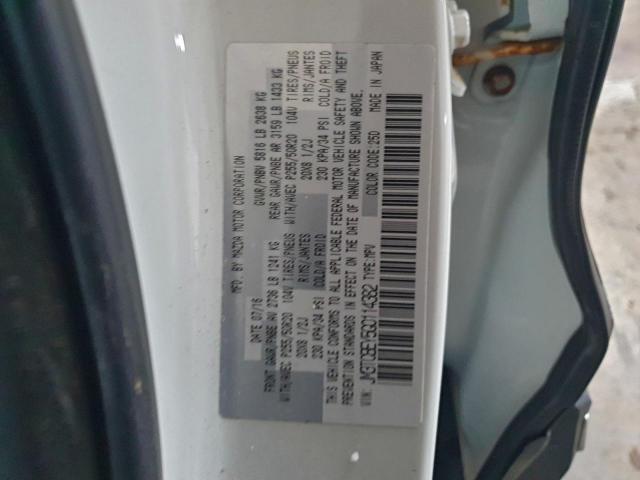 MFD. BY MAZDA MOTOR CORPORATION
DATE: 07/16 GVWR/PNBV 5816 LB 2638 KG
FRONT GAWR/PNBE AV 2736 LB 1241 KG REAR GAWR/PNBE AR 3159 LB 1433 KG
WITH/AVEC P255/50R20 104V TIRES/PNEUS WITH/AVEC P255/50R20 104V TIRES/PNEUS
20X8 1/2J RIMS/JANTES 20X8 1/2J RIMS/JANTES
230 KPA/34 PSI COLD/A FROID 230 KPA/34 PSI COLD/A FROID
THIS VEHICLE CONFORMS TO ALL APPLICABLE FEDERAL MOTOR VEHICLE SAFETY AND THEFT
PREVENTION STANDARDS IN EFFECT ON THE DATE OF MANUFACTURE SHOWN ABOVE.
TYPE:MPV COLOR CODE:25D MADE IN JAPAN